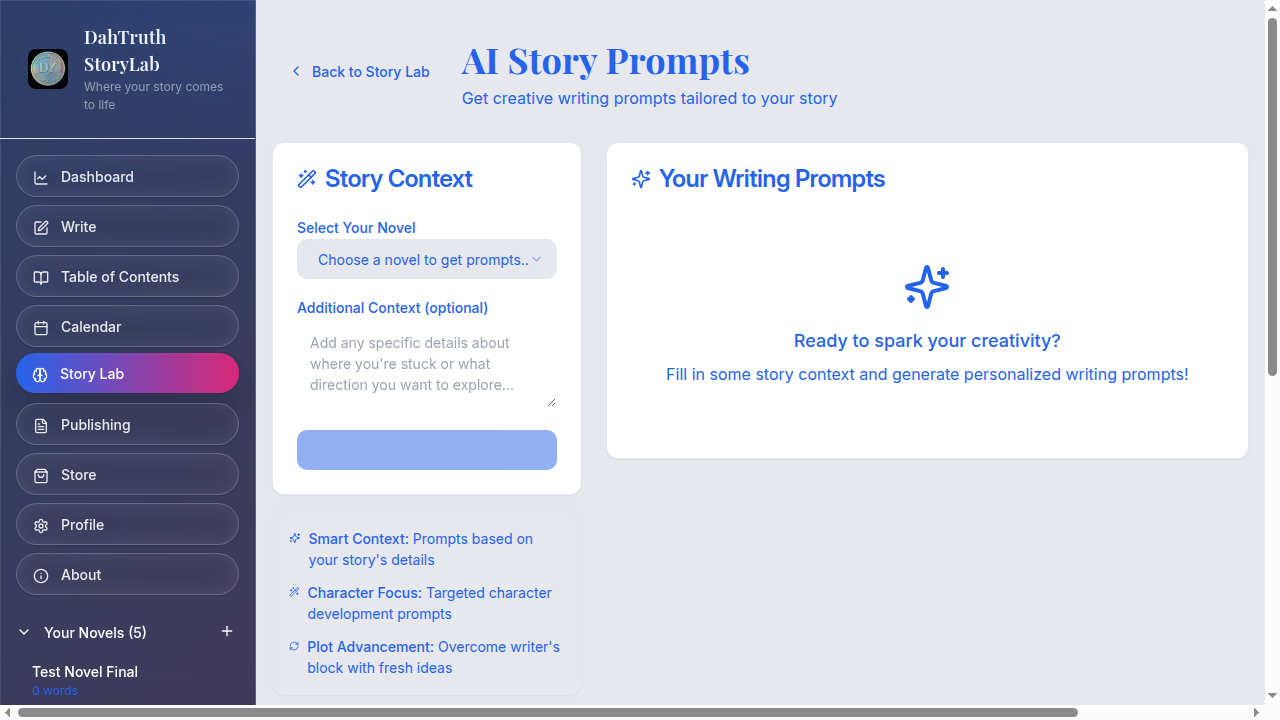 DahTruth
StoryLab
Where your story comes
to life
Dashboard
Write
Table of Contents
Calendar
Story Lab
Publishing
Store
Profile
About
Your Novels (5)
Test Novel Final
0 words
Back to Story Lab
AI Story Prompts
Get creative writing prompts tailored to your story
Story Context
Select Your Novel
Choose a novel to get prompts..
Additional Context (optional)
Add any specific details about
where you're stuck or what
direction you want to explore...
Smart Context: Prompts based on
your story's details
Character Focus: Targeted character
development prompts
Plot Advancement: Overcome writer's
block with fresh ideas
Your Writing Prompts
Ready to spark your creativity?
Fill in some story context and generate personalized writing prompts!